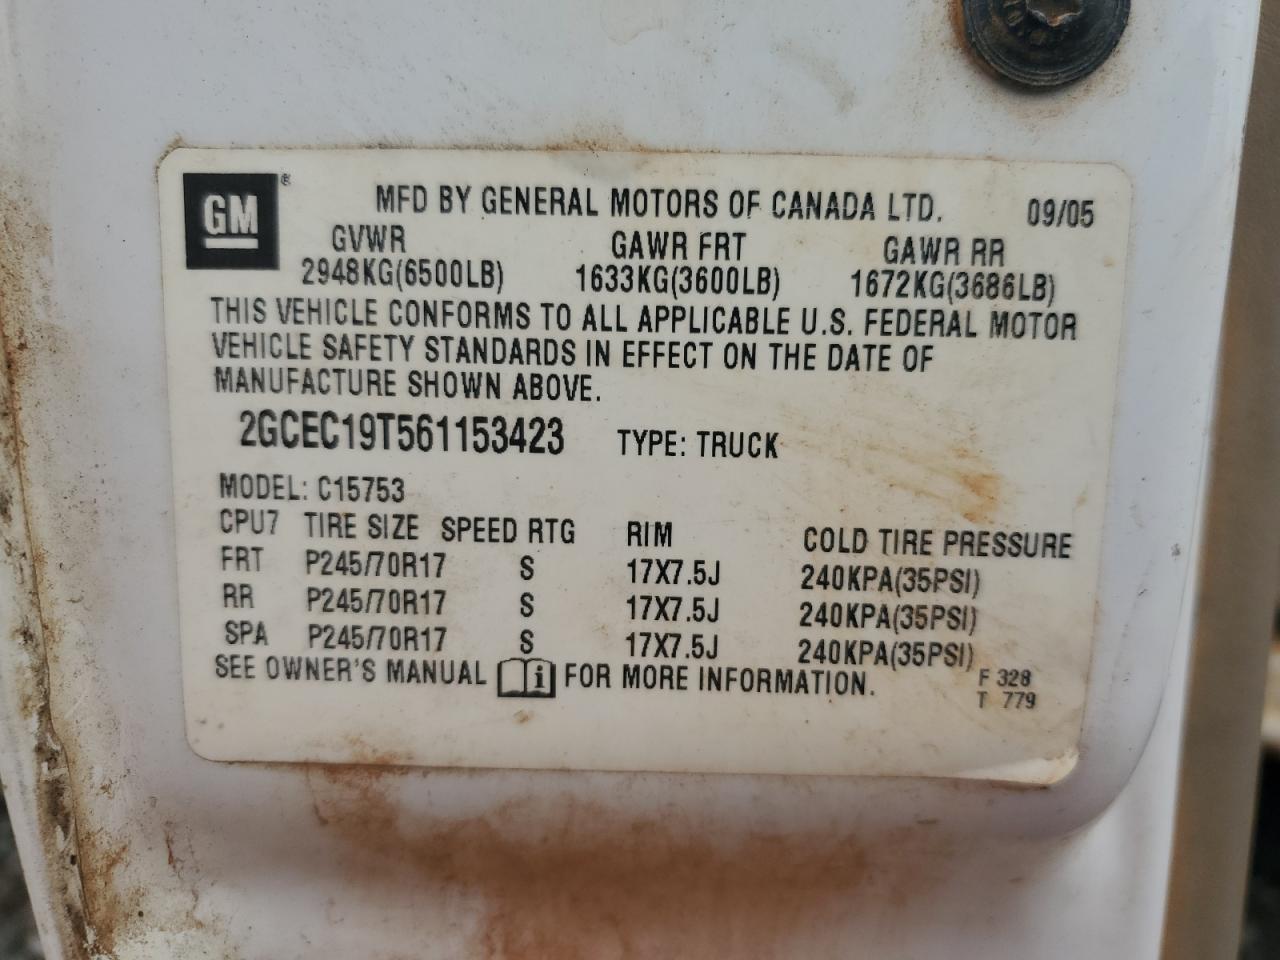 GM ®
MFD BY GENERAL MOTORS OF CANADA LTD. 09/05
GVWR GAWR FRT GAWR RR
2948KG(6500LB) 1633KG(3600LB) 1672KG(3686LB)
THIS VEHICLE CONFORMS TO ALL APPLICABLE U.S. FEDERAL MOTOR
VEHICLE SAFETY STANDARDS IN EFFECT ON THE DATE OF
MANUFACTURE SHOWN ABOVE.
2GCEC19T561153423 TYPE: TRUCK
MODEL: C15753
CPU7 TIRE SIZE SPEED RTG RIM COLD TIRE PRESSURE
FRT P245/70R17 S 17X7.5J 240KPA(35PSI)
RR P245/70R17 S 17X7.5J 240KPA(35PSI)
SPA P245/70R17 S 17X7.5J 240KPA(35PSI)
SEE OWNER'S MANUAL i FOR MORE INFORMATION. F 328
T 779